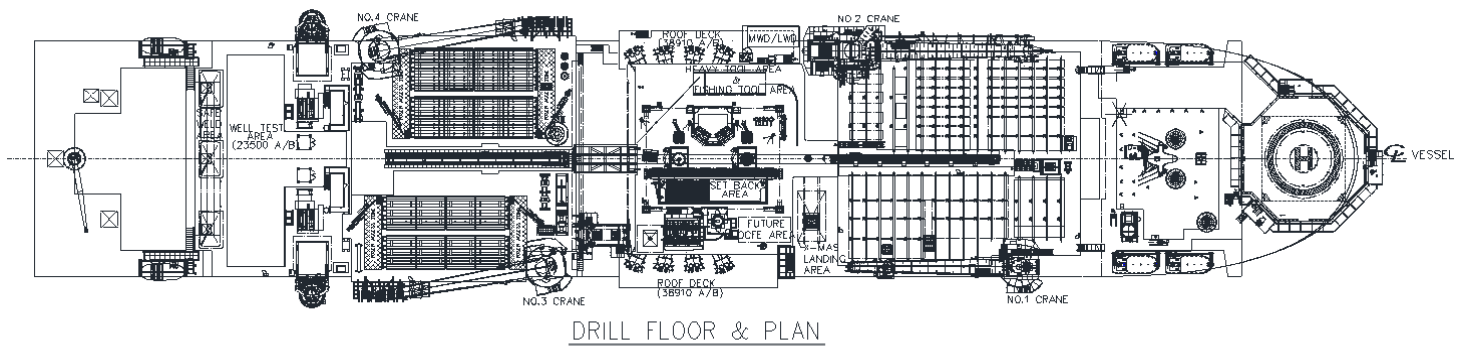 NO.4 CRANE
NO 2 CRANE
ROOF DECK
(38910 A/B)
MWD/LWD
HEAVY TOOL AREA
&
FISHING TOOL AREA
SAFE
WELD
AREA
WELL TEST
AREA
(23500 A/B)
H
CL VESSEL
SET BACK
AREA
FUTURE
DCFE AREA
X-MAS
LANDING
AREA
ROOF DECK
(38910 A/B)
NO.3 CRANE
NO.1 CRANE
DRILL FLOOR & PLAN